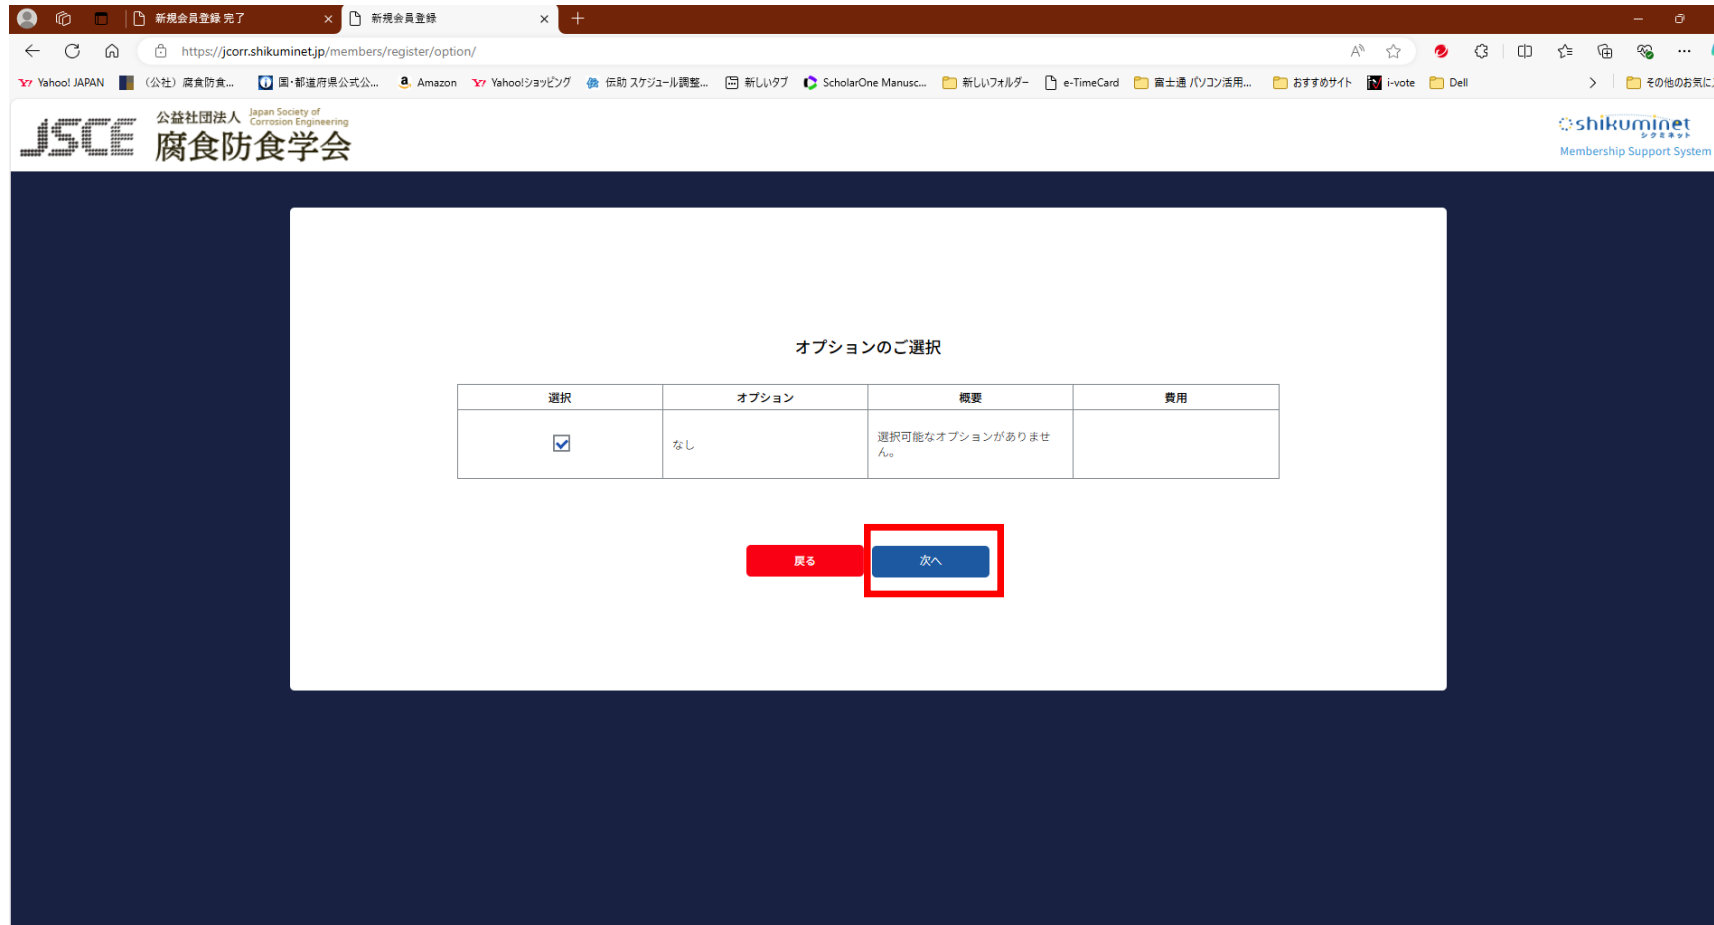 新規会員登録 完了
新規会員登録
https://jcorr.shikuminet.jp/members/register/option/
Yahoo! JAPAN
（公社）腐食防食...
国・都道府県公式公...
Amazon
Yahoo!ショッピング
伝助 スケジュール調整...
新しいタブ
ScholarOne Manusc...
新しいフォルダー
e-TimeCard
富士通 パソコン活用...
おすすめサイト
i-vote
Dell
その他のお気に
JSCE
公益社団法人
Japan Society of
Corrosion Engineering
腐食防食学会
shikuminet
シクミネット
Membership Support System
オプションのご選択
選択 オプション 概要 費用
なし
選択可能なオプションがありませ
ん。
戻る
次へ